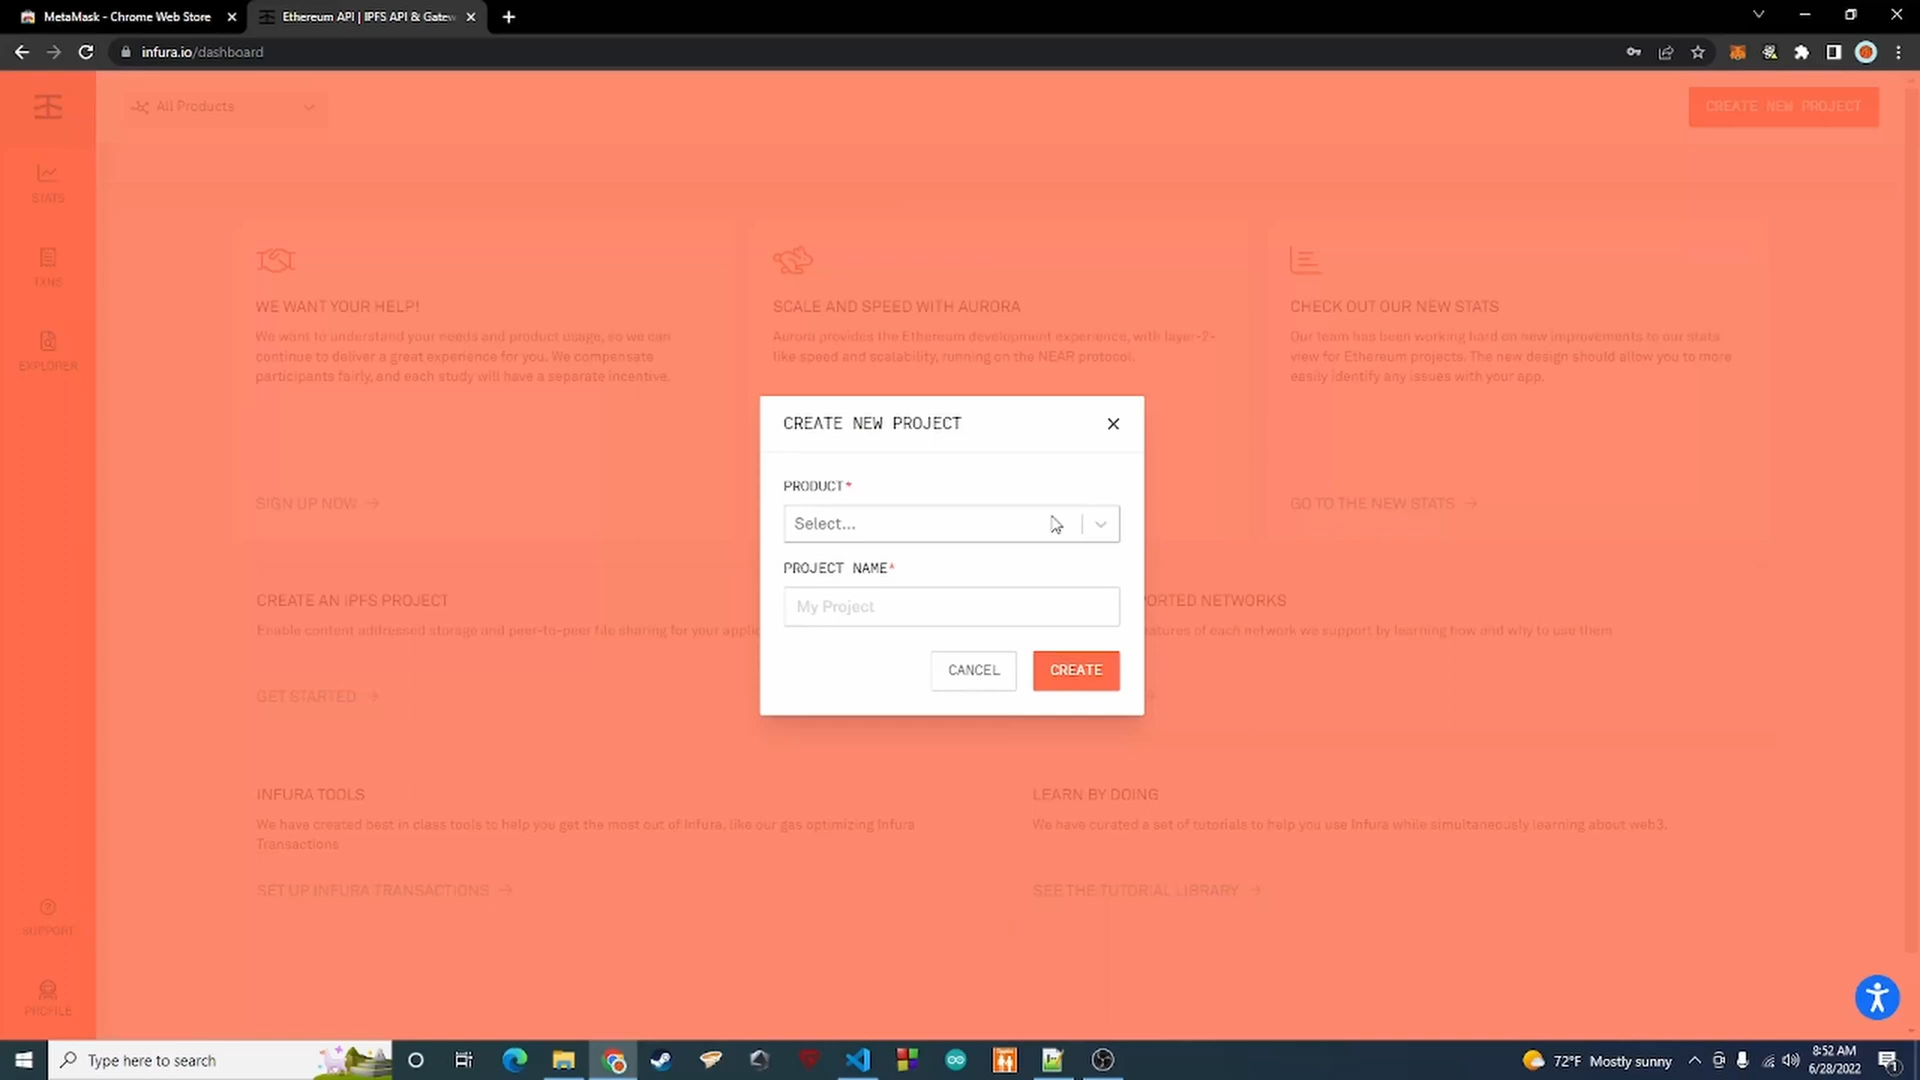 MetaMask - Chrome Web Store
Ethereum API | IPFS API & Gatew
infura.io/dashboard
All Products
CREATE NEW PROJECT
STATS
TXNS
EXPLORER
SUPPORT
PROFILE
WE WANT YOUR HELP!
We want to understand your needs and product usage, so we can
continue to deliver a great experience for you. We compensate
participants fairly, and each study will have a separate incentive.
SIGN UP NOW
SCALE AND SPEED WITH AURORA
Aurora provides the Ethereum development experience, with layer-2-
like speed and scalability, running on the NEAR protocol.
CHECK OUT OUR NEW STATS
Our team has been working hard on new improvements to our stats
view for Ethereum projects. The new design should allow you to more
easily identify any issues with your app.
GO TO THE NEW STATS
CREATE NEW PROJECT
PRODUCT*
Select...
PROJECT NAME*
My Project
CANCEL
CREATE
CREATE AN IPFS PROJECT
Enable content addressed storage and peer-to-peer file sharing for your applic
GET STARTED
ORTED NETWORKS
eatures of each network we support by learning how and why to use them
INFURA TOOLS
We have created best in class tools to help you get the most out of Infura, like our gas optimizing Infura
Transactions
SET UP INFURA TRANSACTIONS
LEARN BY DOING
We have curated a set of tutorials to help you use Infura while simultaneously learning about web3.
SEE THE TUTORIAL LIBRARY
Type here to search
72°F Mostly sunny
8:52 AM
6/28/2022
1